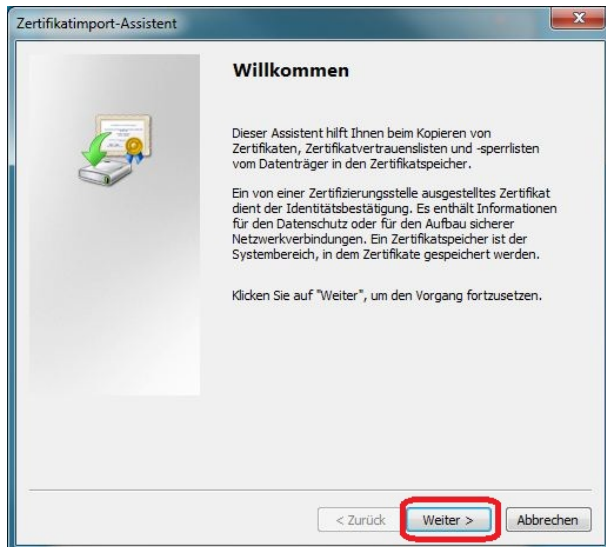 Zertifikatimport-Assistent
Willkommen
Dieser Assistent hilft Ihnen beim Kopieren von
Zertifikaten, Zertifikatvertrauenslisten und -sperrlisten
vom Datenträger in den Zertifikatspeicher.
Ein von einer Zertifizierungsstelle ausgestelltes Zertifikat
dient der Identitätsbestätigung. Es enthält Informationen
für den Datenschutz oder für den Aufbau sicherer
Netzwerkverbindungen. Ein Zertifikatspeicher ist der
Systembereich, in dem Zertifikate gespeichert werden.
Klicken Sie auf "Weiter", um den Vorgang fortzusetzen.
< Zurück Weiter > Abbrechen